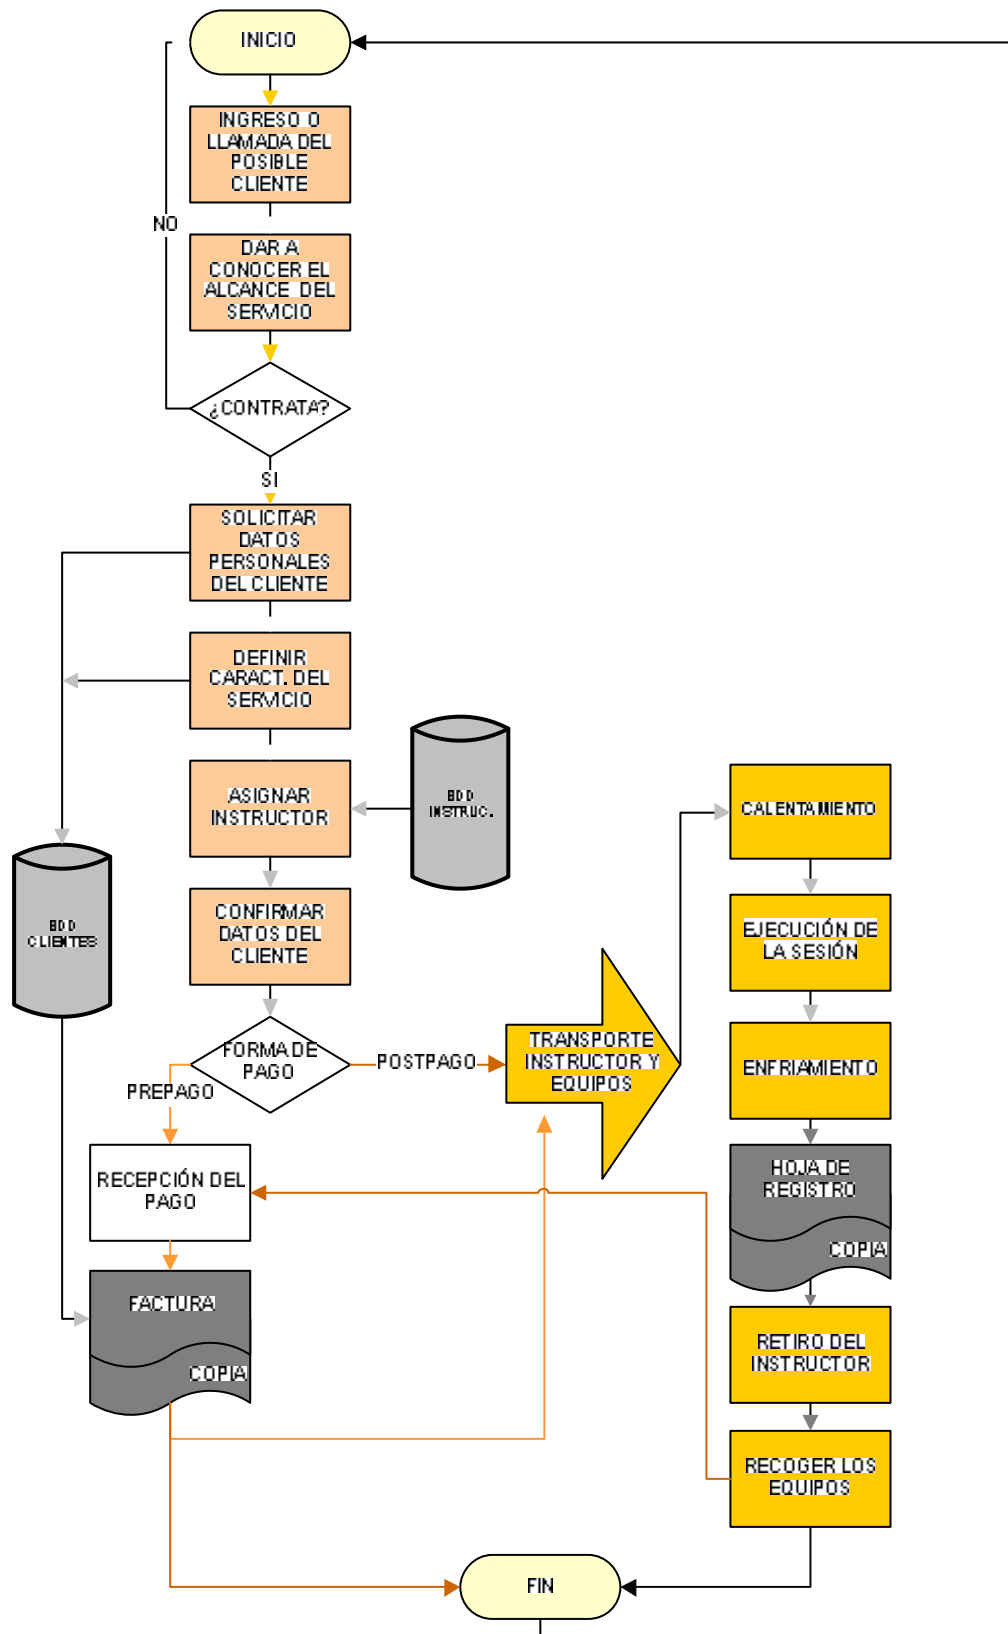 INICIO
INGRESO O
LLAMADA DEL
POSIBLE
CLIENTE
NO
DAR A
CONOCER EL
ALCANCE DEL
SERVICIO
¿CONTRATA?
SI
SOLICITAR
DATOS
PERSONALES
DEL CLIENTE
DEFINIR
CARACT. DEL
SERVICIO
ASIGNAR
INSTRUCTOR
BDD
INSTRUC.
CONFIRMAR
DATOS DEL
CLIENTE
BDD
CLIENTES
FORMA DE
PAGO
PREPAGO
POSTPAGO
TRANSPORTE
INSTRUCTOR Y
EQUIPOS
RECEPCIÓN DEL
PAGO
FACTURA
COPIA
CALENTAMIENTO
EJECUCIÓN DE
LA SESIÓN
ENFRIAMIENTO
HOJA DE
REGISTRO
COPIA
RETIRO DEL
INSTRUCTOR
RECOGER LOS
EQUIPOS
FIN